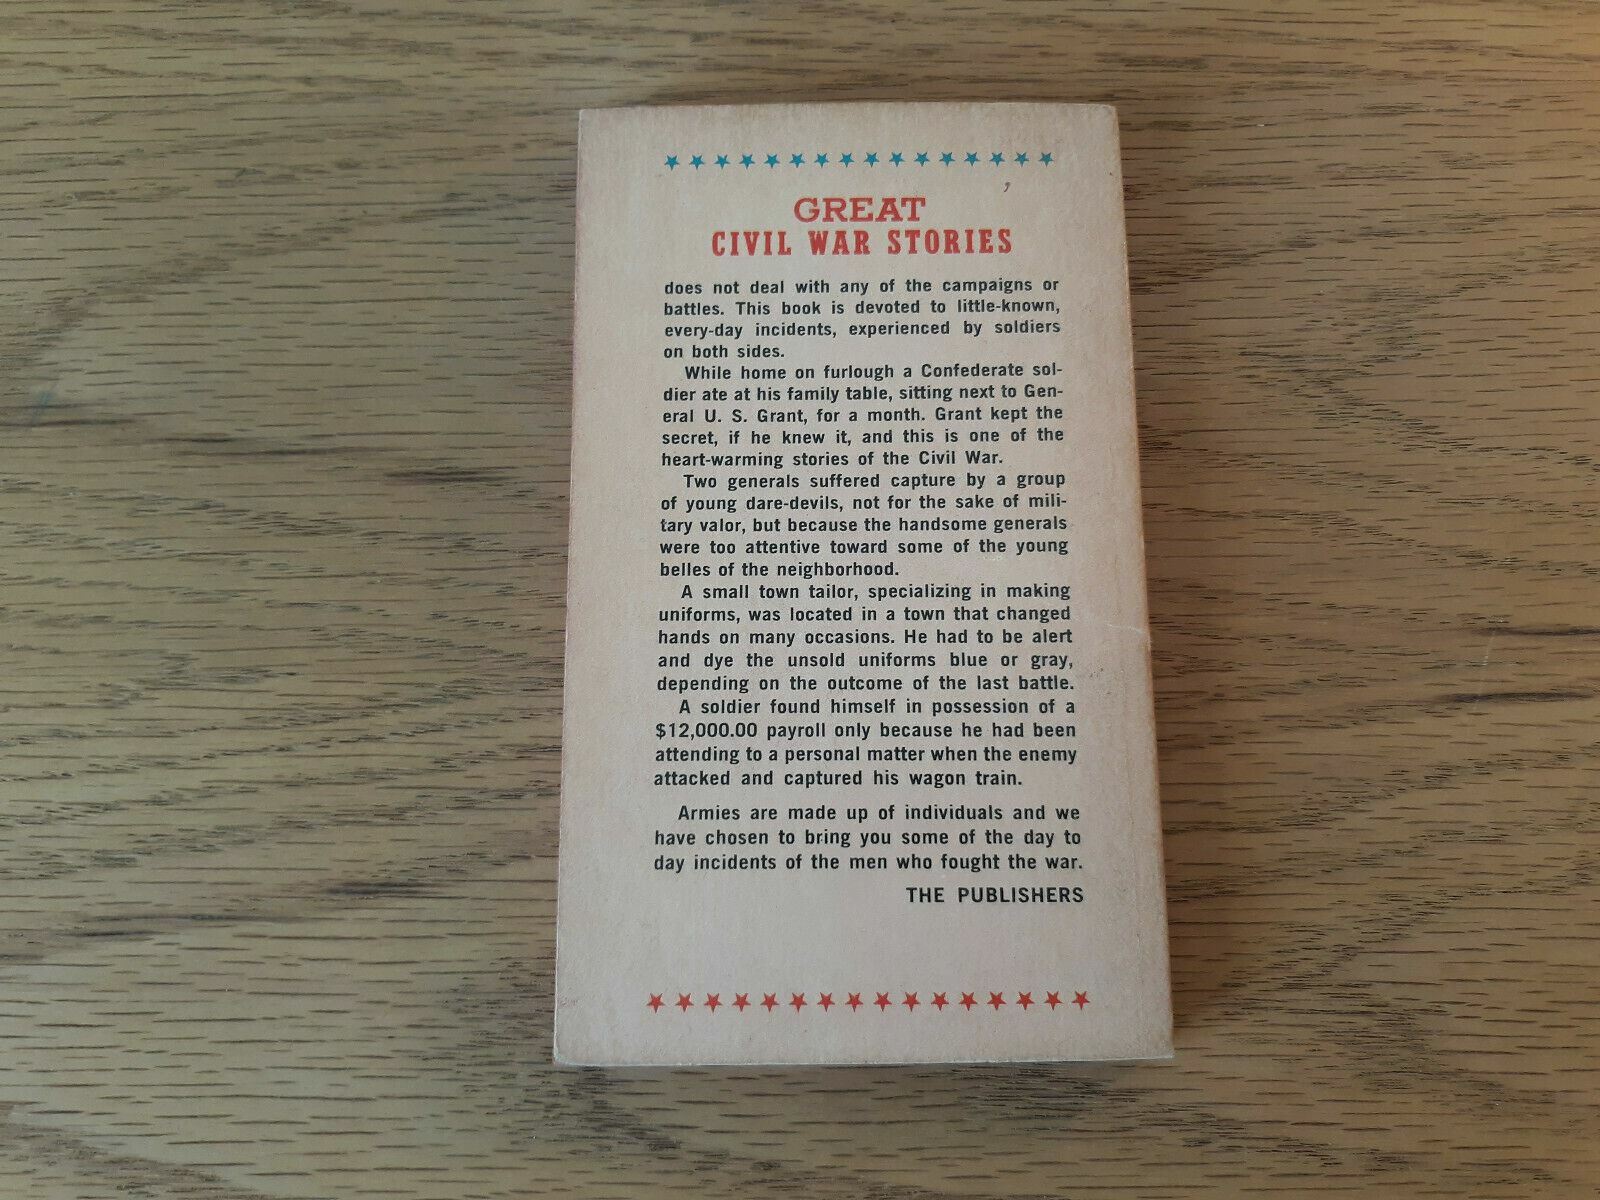 GREAT
CIVIL WAR STORIES
does not deal with any of the campaigns or
battles. This book is devoted to little-known,
every-day incidents, experienced by soldiers
on both sides.
While home on furlough a Confederate sol-
dier ate at his family table, sitting next to Gen-
eral U. S. Grant, for a month. Grant kept the
secret, if he knew it, and this is one of the
heart-warming stories of the Civil War.
Two generals suffered capture by a group
of young dare-devils, not for the sake of mili-
tary valor, but because the handsome generals
were too attentive toward some of the young
belles of the neighborhood.
A small town tailor, specializing in making
uniforms, was located in a town that changed
hands on many occasions. He had to be alert
and dye the unsold uniforms blue or gray,
depending on the outcome of the last battle.
A soldier found himself in possession of a
$12,000.00 payroll only because he had been
attending to a personal matter when the enemy
attacked and captured his wagon train.
Armies are made up of individuals and we
have chosen to bring you some of the day to
day incidents of the men who fought the war.
THE PUBLISHERS